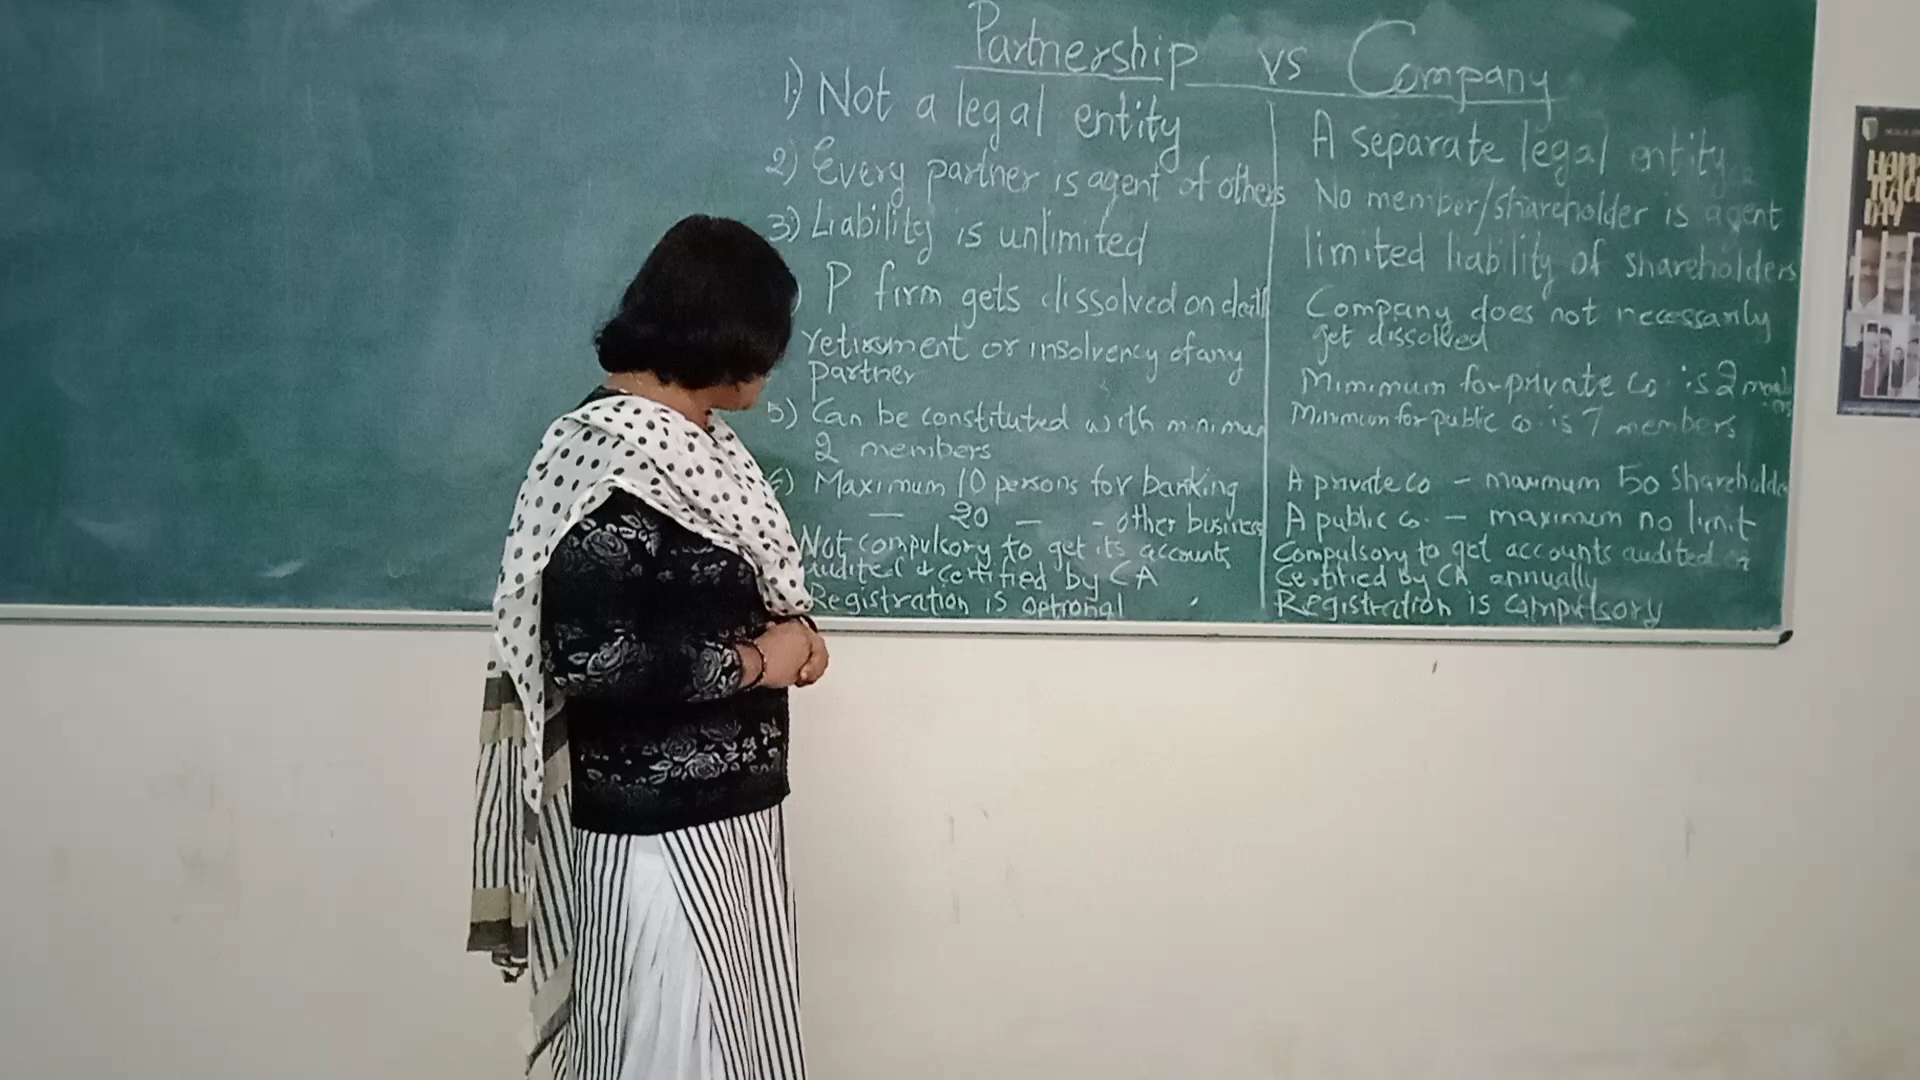 Partnership vs Company
1) Not a legal entity
2) Every partner is agent of others
3) Liability is unlimited
) P firm gets dissolved on death
retirement or insolvency of any
partner
5) Can be constituted with minimum
2 members
6) Maximum 10 persons for banking
— 20 — - other business
Not compulsory to get its accounts
audited + certified by CA
Registration is optional
A separate legal entity
No member/shareholder is agent
limited liability of shareholders
Company does not necessarily
get dissolved
Minimum for private Co. is 2
Minimum for public Co. is 7 members
A private Co - maximum 50 Shareholde
A public Co. - maximum no limit
Compulsory to get accounts audited
Certified by CA annually
Registration is compulsory